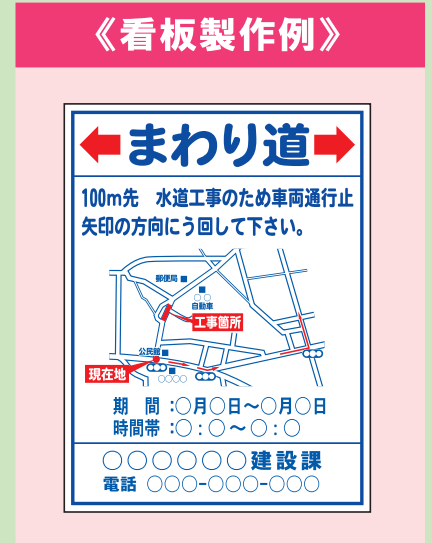 《看板製作例》
まわり道
100m先　水道工事のため車両通行止
矢印の方向にう回して下さい。
郵便局
○○
自動車
工事箇所
公民館
現在地
○○○○
期　間：○月○日～○月○日
時間帯：○：○～○：○
○○○○○○建設課
電話　○○○-○○○-○○○